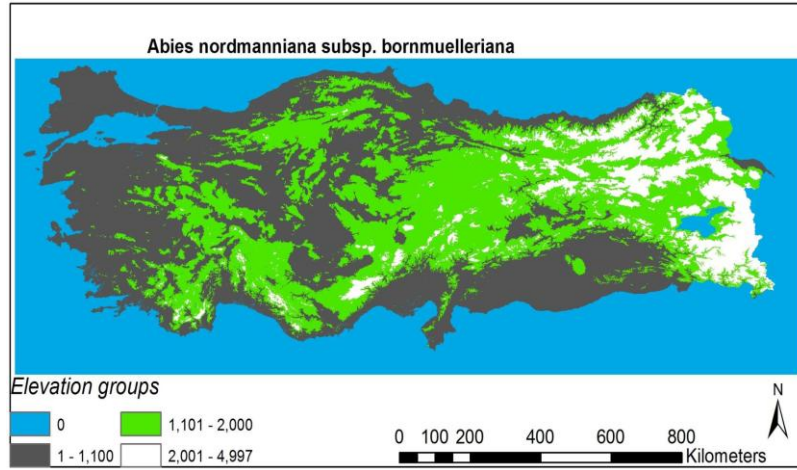 Abies nordmanniana subsp. bornmuelleriana
Elevation groups
0 1,101 - 2,000
1 - 1,100 2,001 - 4,997
N
0 100 200 400 600 800
Kilometers